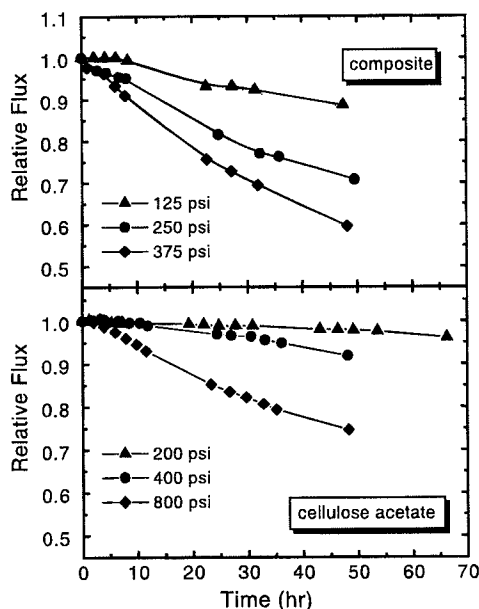 1.0
0.9
0.8
0.7
0.6
0.5
Relative Flux
composite
125 psi
250 psi
375 psi
1.0
0.9
0.8
0.7
0.6
0.5
Relative Flux
200 psi
400 psi
800 psi
cellulose acetate
0 10 20 30 40 50 60 70
Time (hr)